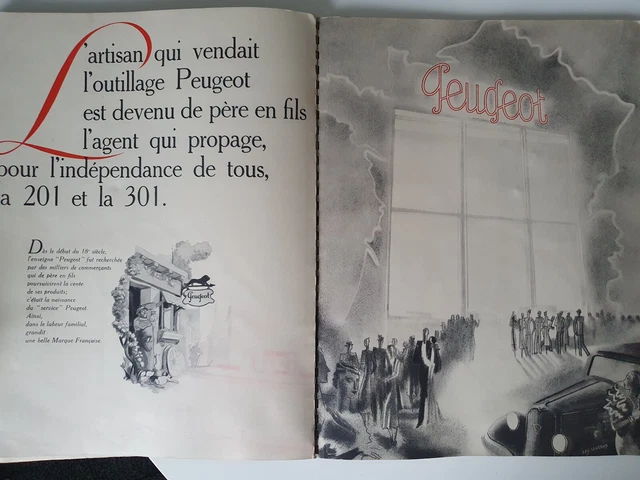 L'artisan qui vendait
l'outillage Peugeot
est devenu de père en fils
l'agent qui propage,
pour l'indépendance de tous,
la 201 et la 301.
Dès le début du 18e siècle,
l'enseigne "Peugeot" fut recherchée
par des milliers de commerçants
qui de père en fils
poursuivirent la vente
de ses produits;
c'était la naissance
du "service" Peugeot.
Ainsi,
dans le labeur familial,
grandit
une belle Marque Française.
Peugeot
Peugeot